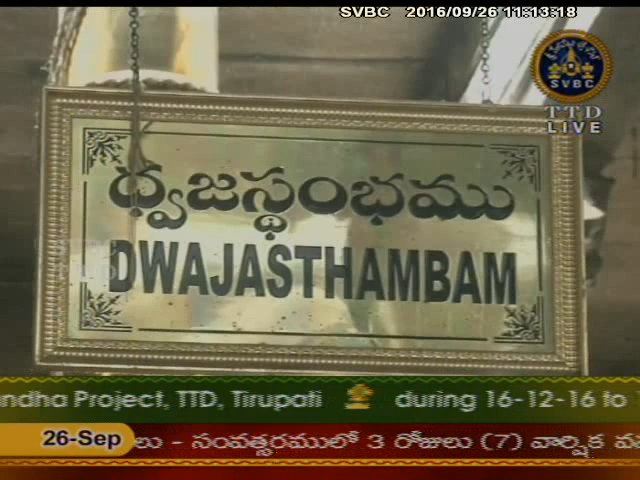 SVBC 2016/09/26 11:13:18
SVBC
TTD
LIVE
ధ్వజస్థంభము
DWAJASTHAMBAM
ndha Project, TTD, Tirupati during 16-12-16 to
26-Sep లు - సంవత్సరములో 3 రోజులు (7) వార్షిక